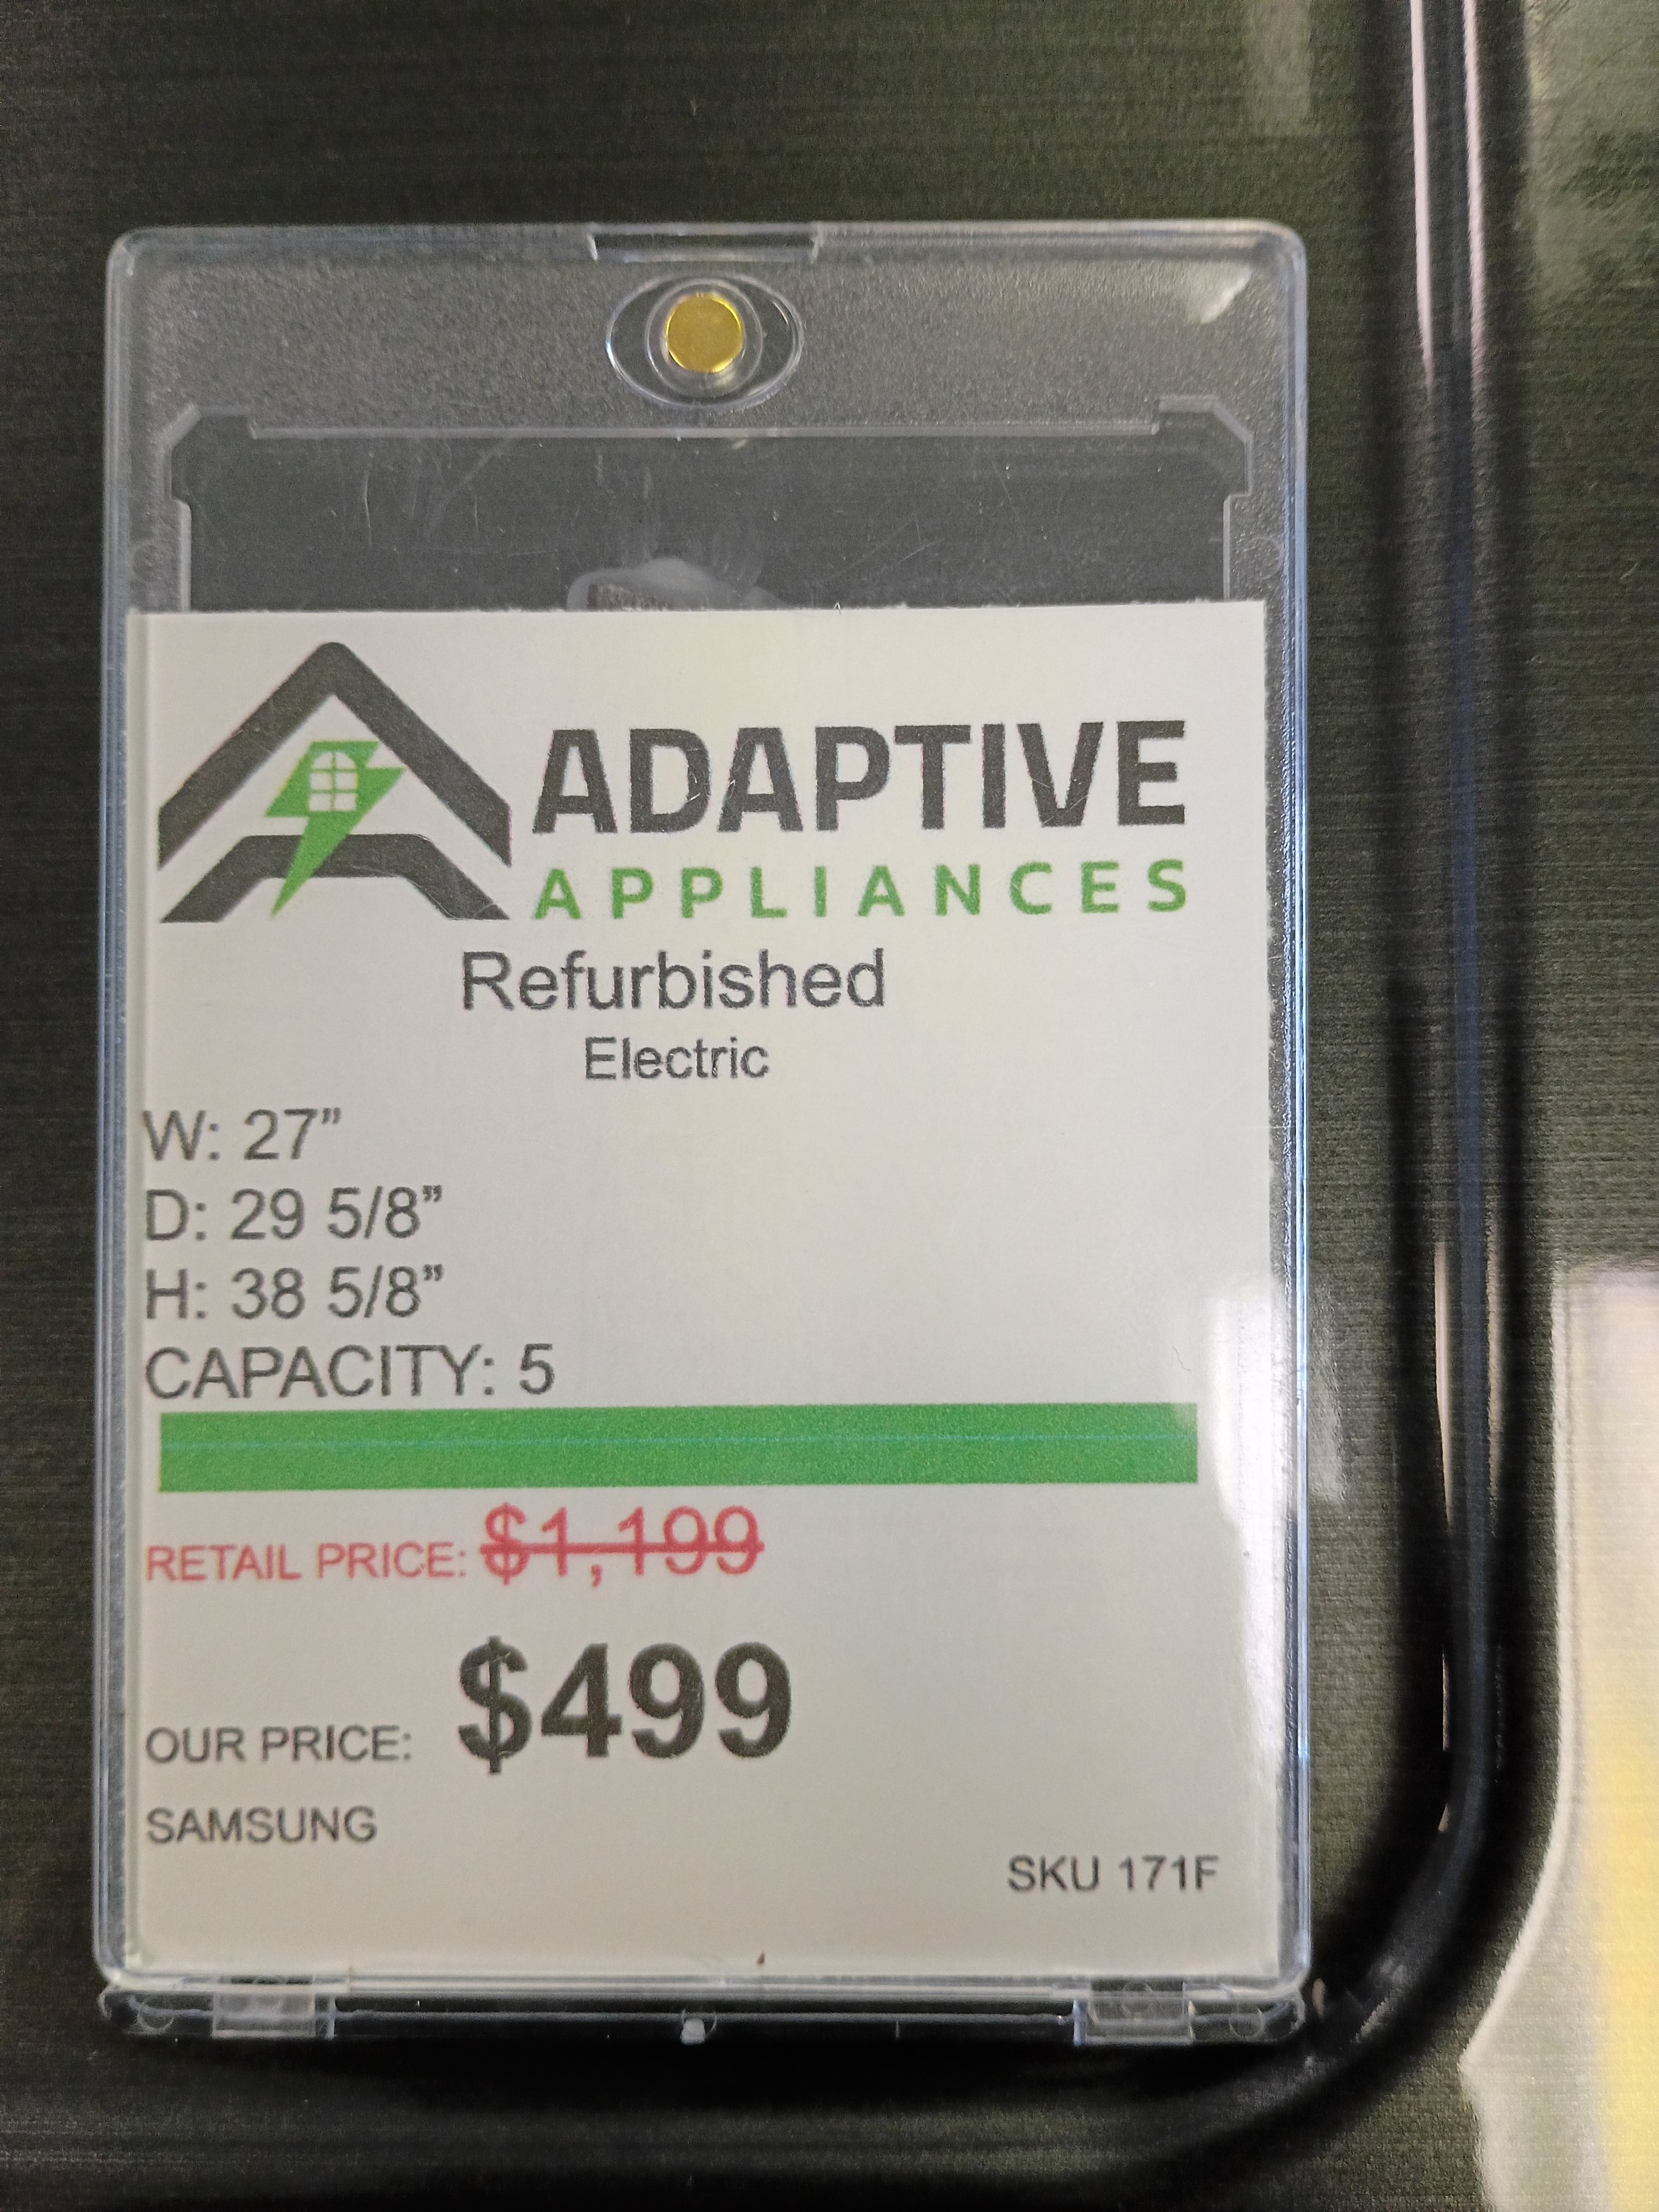 ADAPTIVE
APPLIANCES
Refurbished
Electric
W: 27”
D: 29 5/8”
H: 38 5/8”
CAPACITY: 5
RETAIL PRICE: $1,199
OUR PRICE: $499
SAMSUNG
SKU 171F